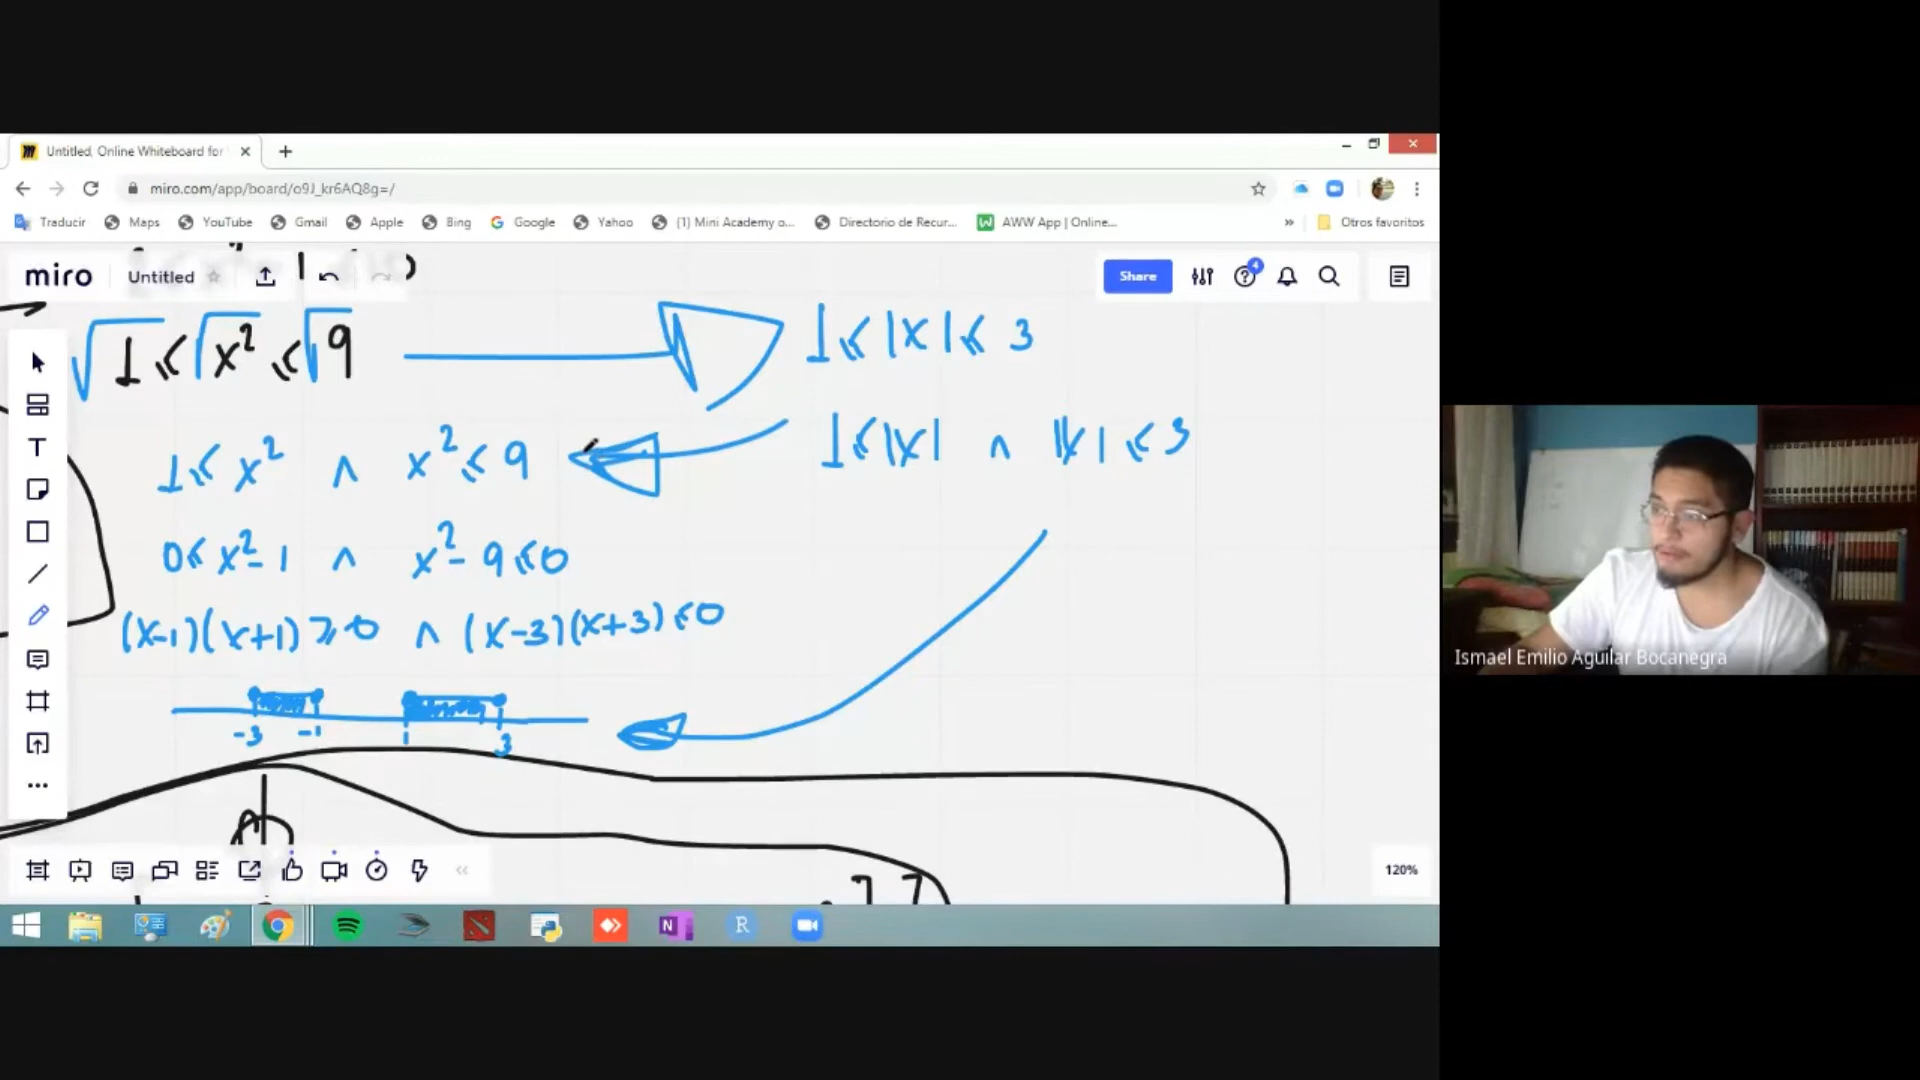 Untitled, Online Whiteboard for
miro.com/app/board/o9J_kr6AQ8g=/
Traducir Maps YouTube Gmail Apple Bing Google Yahoo (1) Mini Academy o... Directorio de Recur... AWW App | Online... » Otros favoritos
miro Untitled Share 4
√1 ≤ √x² ≤ √9
1 ≤ |x| ≤ 3
1 ≤ |x| ∧ |x| ≤ 3
1 ≤ x² ∧ x² ≤ 9
0 ≤ x² - 1 ∧ x² - 9 ≤ 0
(x-1)(x+1) ≥ 0 ∧ (x-3)(x+3) ≤ 0
-3 -1 1 3
Ismael Emilio Aguilar Bocanegra
120%